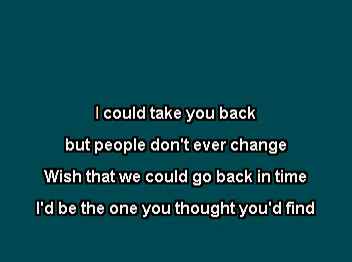 I could take you back
but people don't ever change
Wish that we could go back in time
I'd be the one you thought you'd find